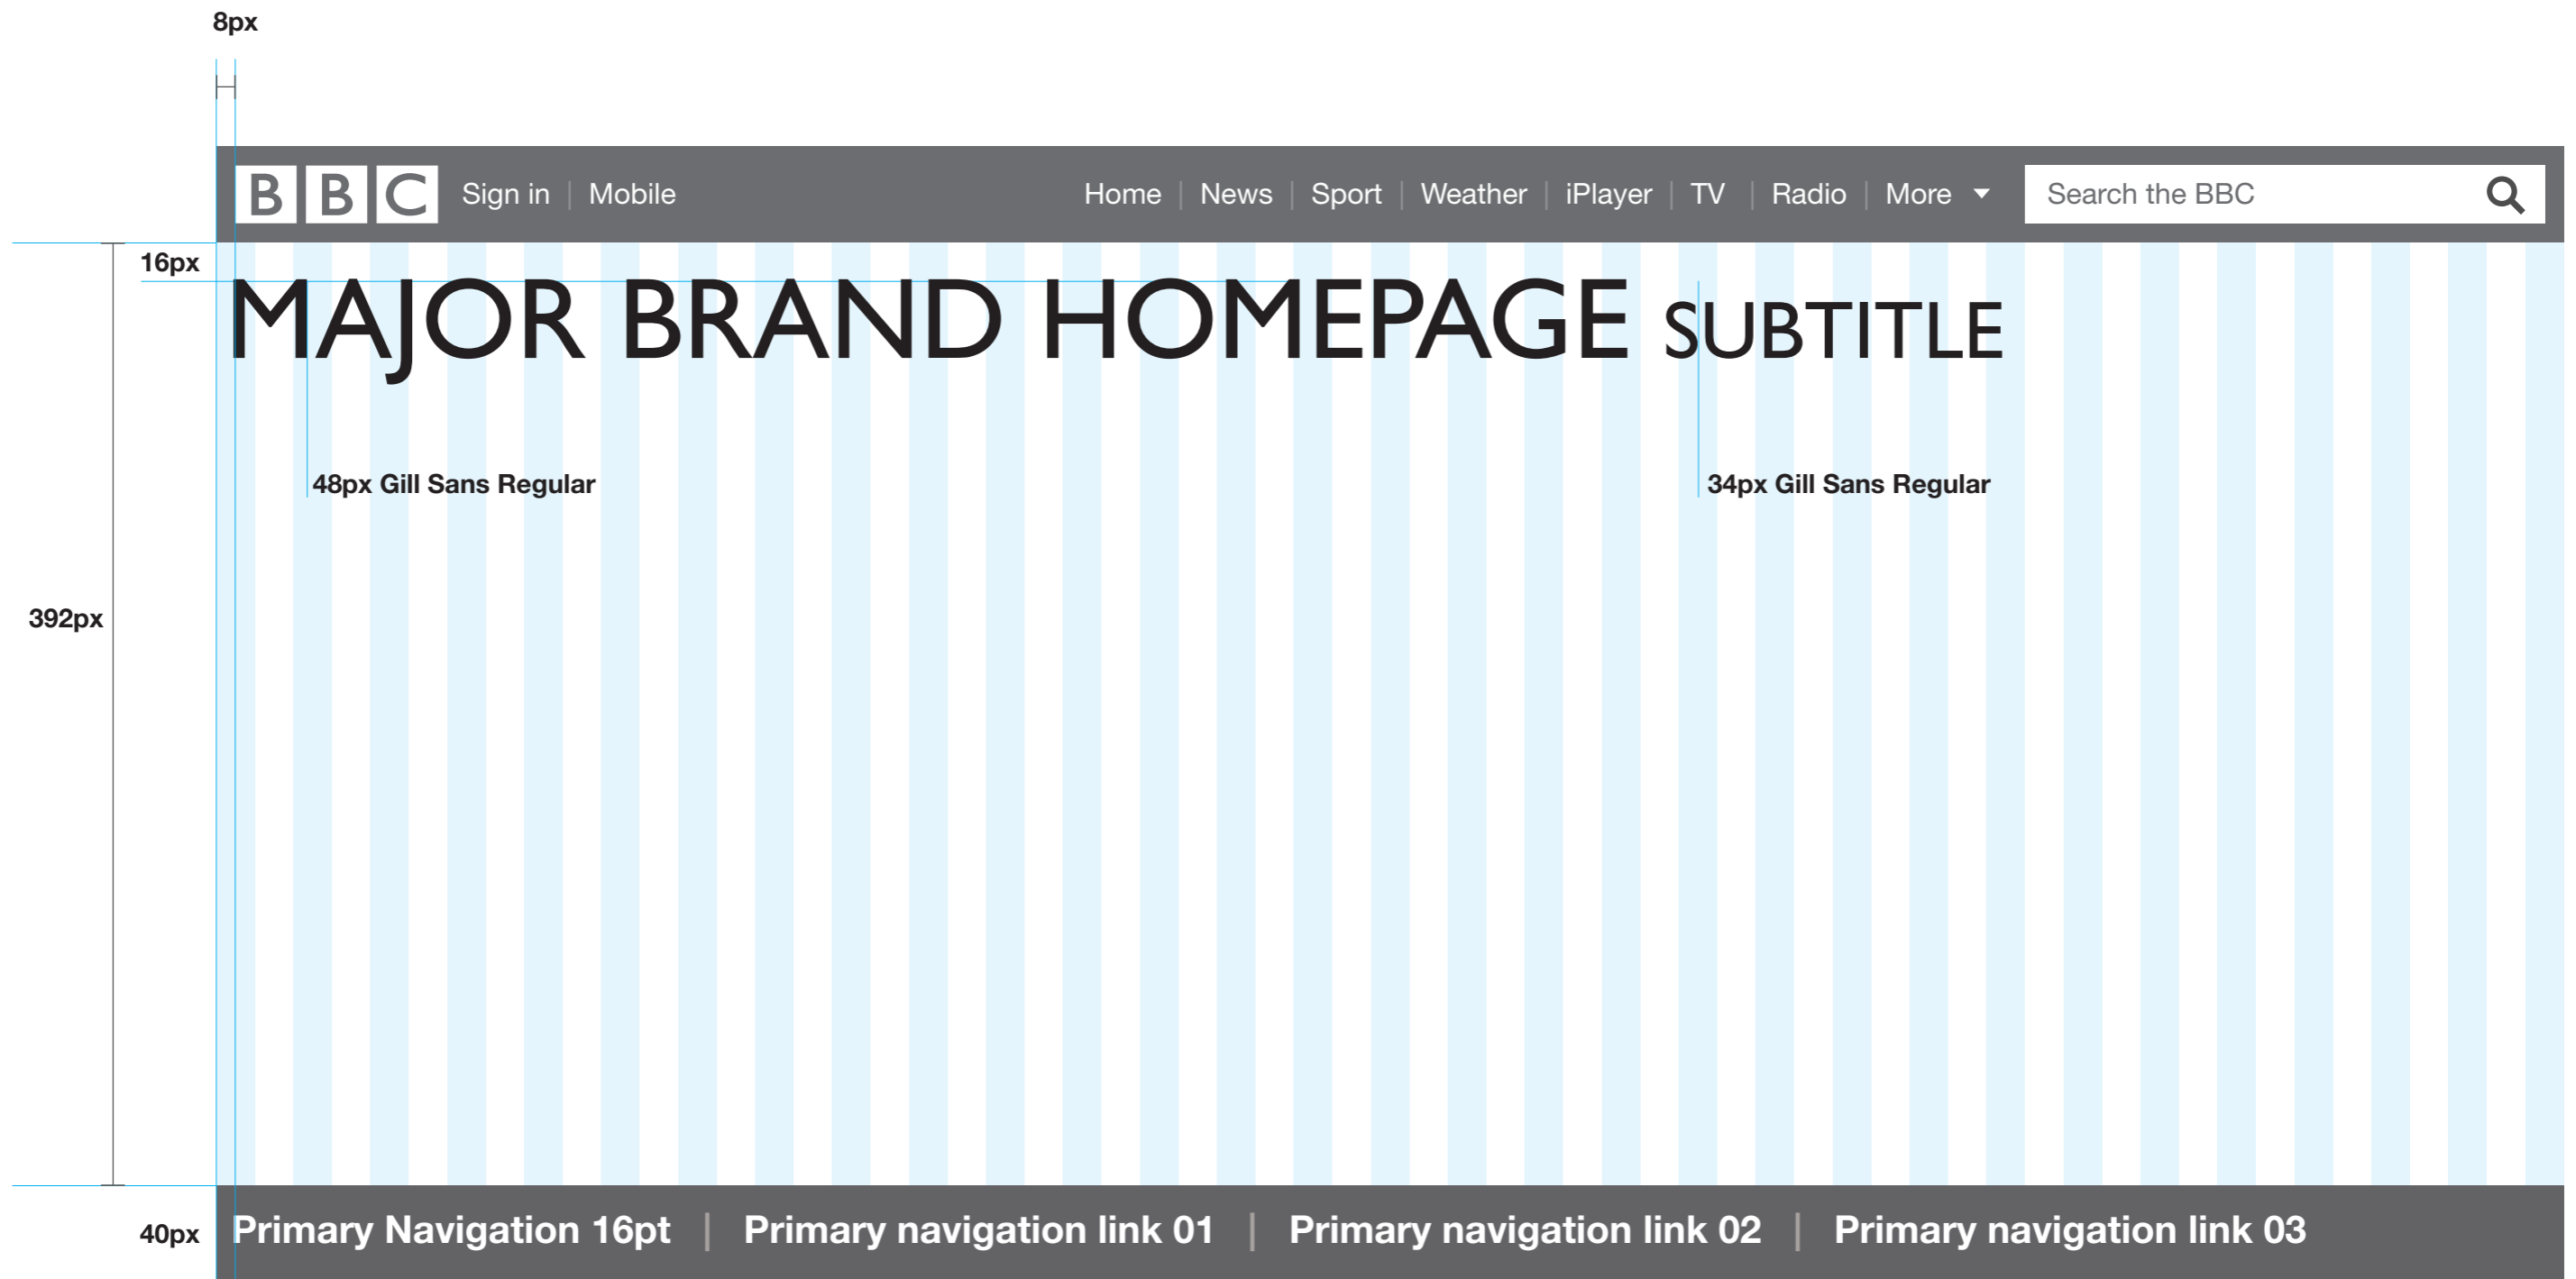 8px
BBC Sign in | Mobile Home | News | Sport | Weather | iPlayer | TV | Radio | More Search the BBC
16px
MAJOR BRAND HOMEPAGE SUBTITLE
48px Gill Sans Regular 34px Gill Sans Regular
392px
40px Primary Navigation 16pt | Primary navigation link 01 | Primary navigation link 02 | Primary navigation link 03